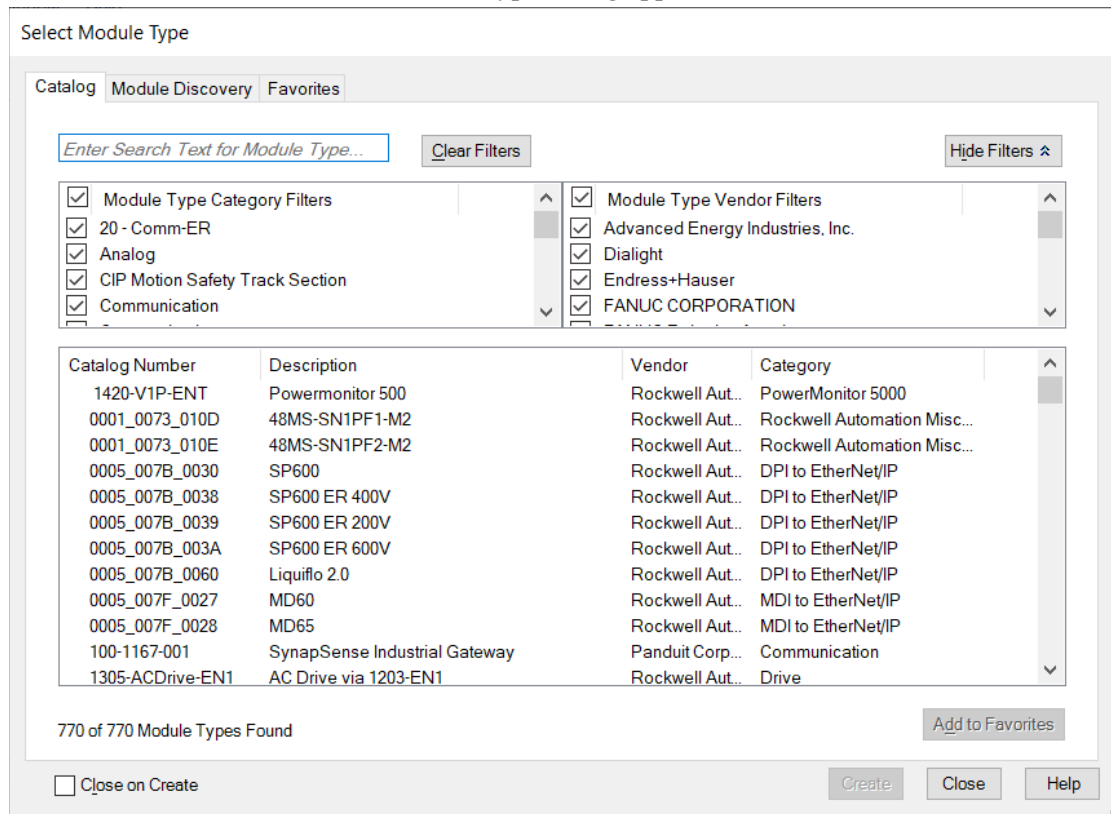 Select Module Type
Catalog Module Discovery Favorites
Enter Search Text for Module Type... Clear Filters Hide Filters
Module Type Category Filters Module Type Vendor Filters
20 - Comm-ER Advanced Energy Industries, Inc.
Analog Dialight
CIP Motion Safety Track Section Endress+Hauser
Communication FANUC CORPORATION
Catalog Number Description Vendor Category
1420-V1P-ENT Powermonitor 500 Rockwell Aut... PowerMonitor 5000
0001_0073_010D 48MS-SN1PF1-M2 Rockwell Aut... Rockwell Automation Misc...
0001_0073_010E 48MS-SN1PF2-M2 Rockwell Aut... Rockwell Automation Misc...
0005_007B_0030 SP600 Rockwell Aut... DPI to EtherNet/IP
0005_007B_0038 SP600 ER 400V Rockwell Aut... DPI to EtherNet/IP
0005_007B_0039 SP600 ER 200V Rockwell Aut... DPI to EtherNet/IP
0005_007B_003A SP600 ER 600V Rockwell Aut... DPI to EtherNet/IP
0005_007B_0060 Liquiflo 2.0 Rockwell Aut... DPI to EtherNet/IP
0005_007F_0027 MD60 Rockwell Aut... MDI to EtherNet/IP
0005_007F_0028 MD65 Rockwell Aut... MDI to EtherNet/IP
100-1167-001 SynapSense Industrial Gateway Panduit Corp... Communication
1305-ACDrive-EN1 AC Drive via 1203-EN1 Rockwell Aut... Drive
770 of 770 Module Types Found Add to Favorites
Close on Create Create Close Help